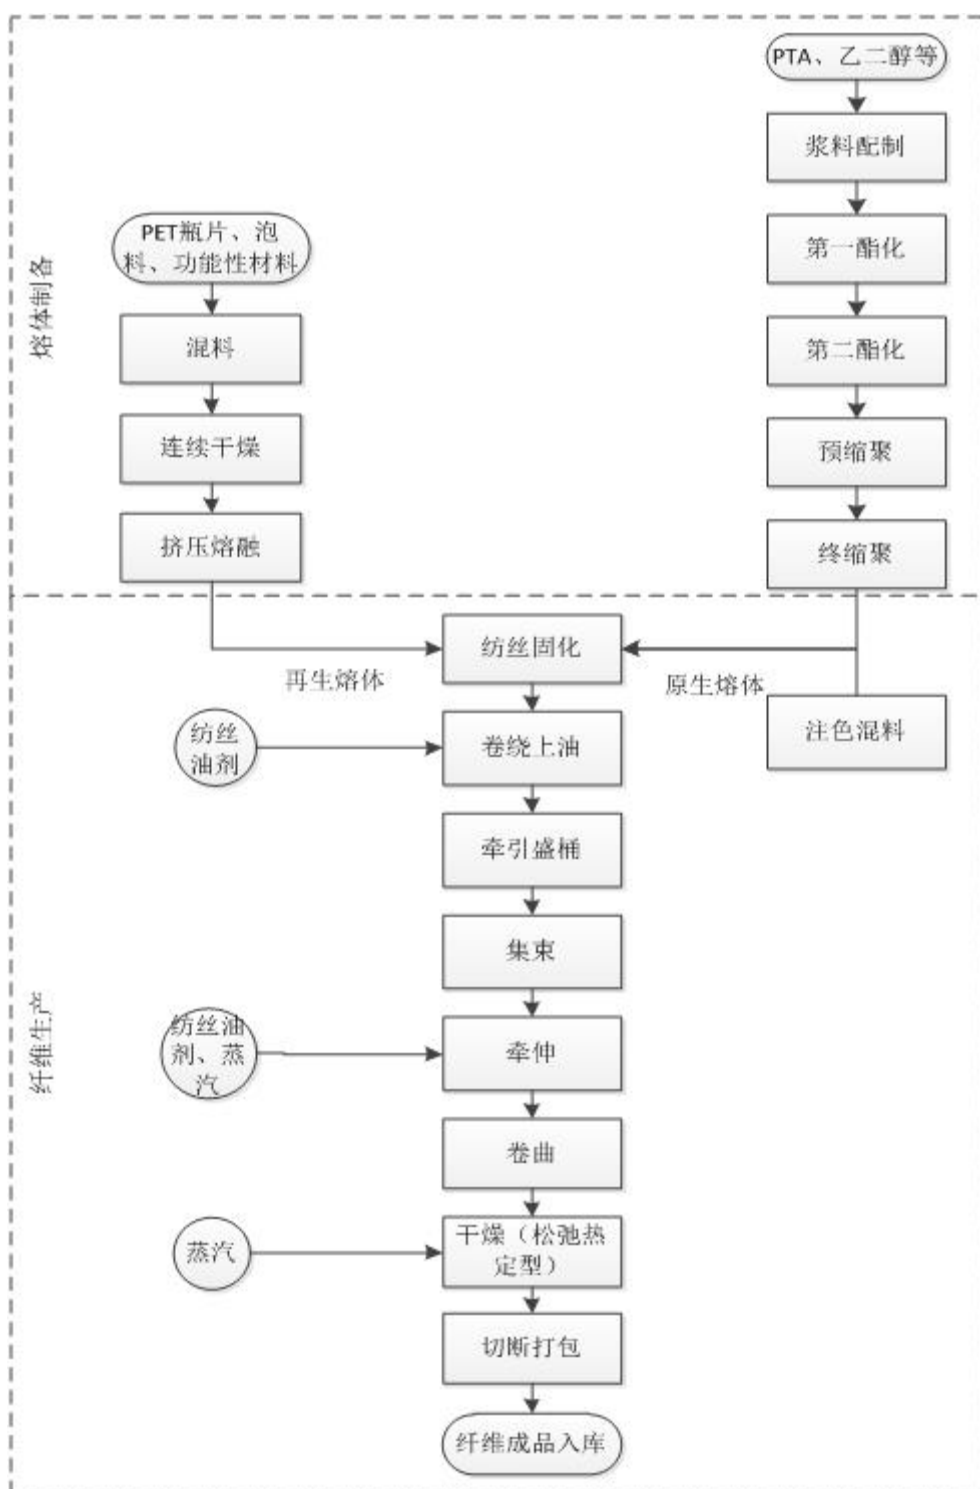 PTA、乙二醇等
浆料配制
第一酯化
第二酯化
预缩聚
终缩聚
熔体制备
PET瓶片、泡
料、功能性材料
混料
连续干燥
挤压熔融
纺丝固化
再生熔体
原生熔体
注色混料
纺丝
油剂
卷绕上油
牵引盛桶
集束
纤维生产
纺丝油
剂、蒸
汽
牵伸
卷曲
蒸汽
干燥（松弛热
定型）
切断打包
纤维成品入库